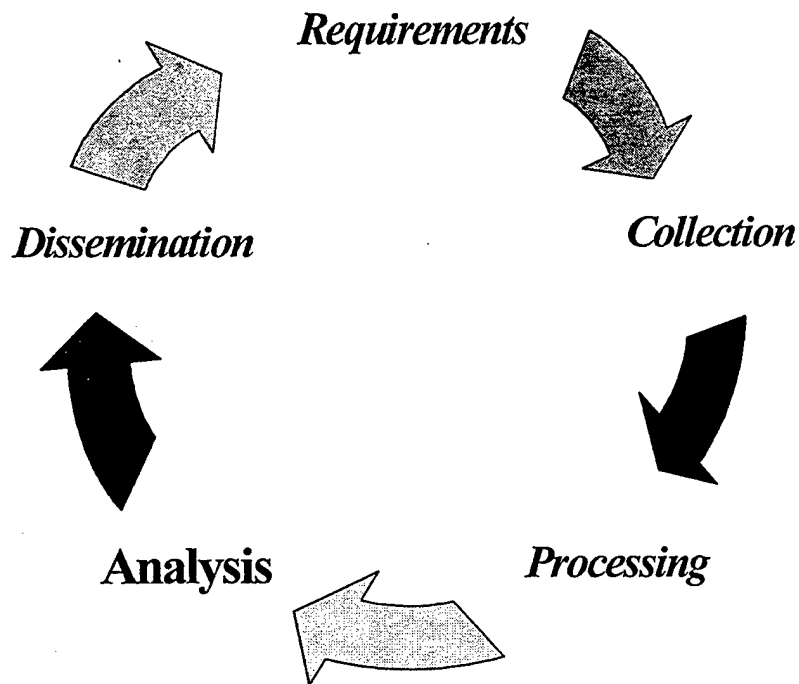 Requirements
Collection
Processing
Analysis
Dissemination